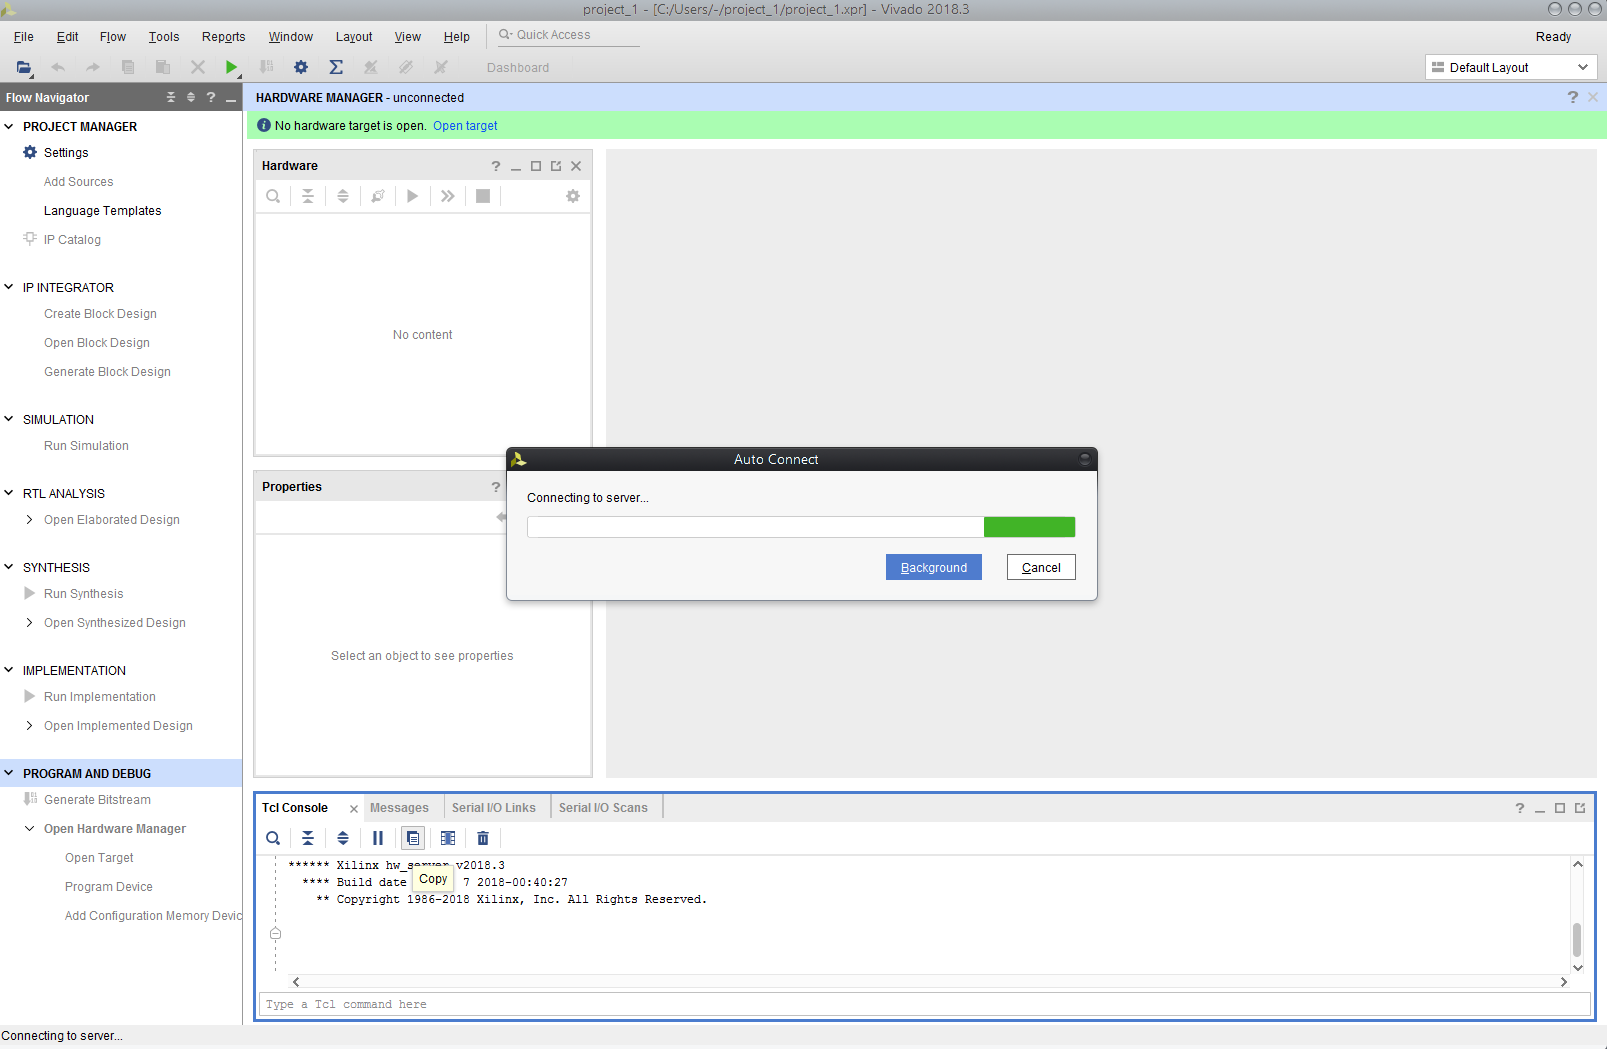 project_1 - [C:/Users/-/project_1/project_1.xpr] - Vivado 2018.3
File Edit Flow Tools Reports Window Layout View Help Quick Access Ready
Dashboard Default Layout
Flow Navigator
HARDWARE MANAGER - unconnected
No hardware target is open. Open target
PROJECT MANAGER
Settings
Add Sources
Language Templates
IP Catalog
IP INTEGRATOR
Create Block Design
Open Block Design
Generate Block Design
SIMULATION
Run Simulation
RTL ANALYSIS
Open Elaborated Design
SYNTHESIS
Run Synthesis
Open Synthesized Design
IMPLEMENTATION
Run Implementation
Open Implemented Design
PROGRAM AND DEBUG
Generate Bitstream
Open Hardware Manager
Open Target
Program Device
Add Configuration Memory Devic
Hardware
No content
Properties
Select an object to see properties
Auto Connect
Connecting to server...
Background Cancel
Tcl Console Messages Serial I/O Links Serial I/O Scans
****** Xilinx hw_server v2018.3
**** Build date 7 2018-00:40:27
** Copyright 1986-2018 Xilinx, Inc. All Rights Reserved.
Copy
Type a Tcl command here
Connecting to server...